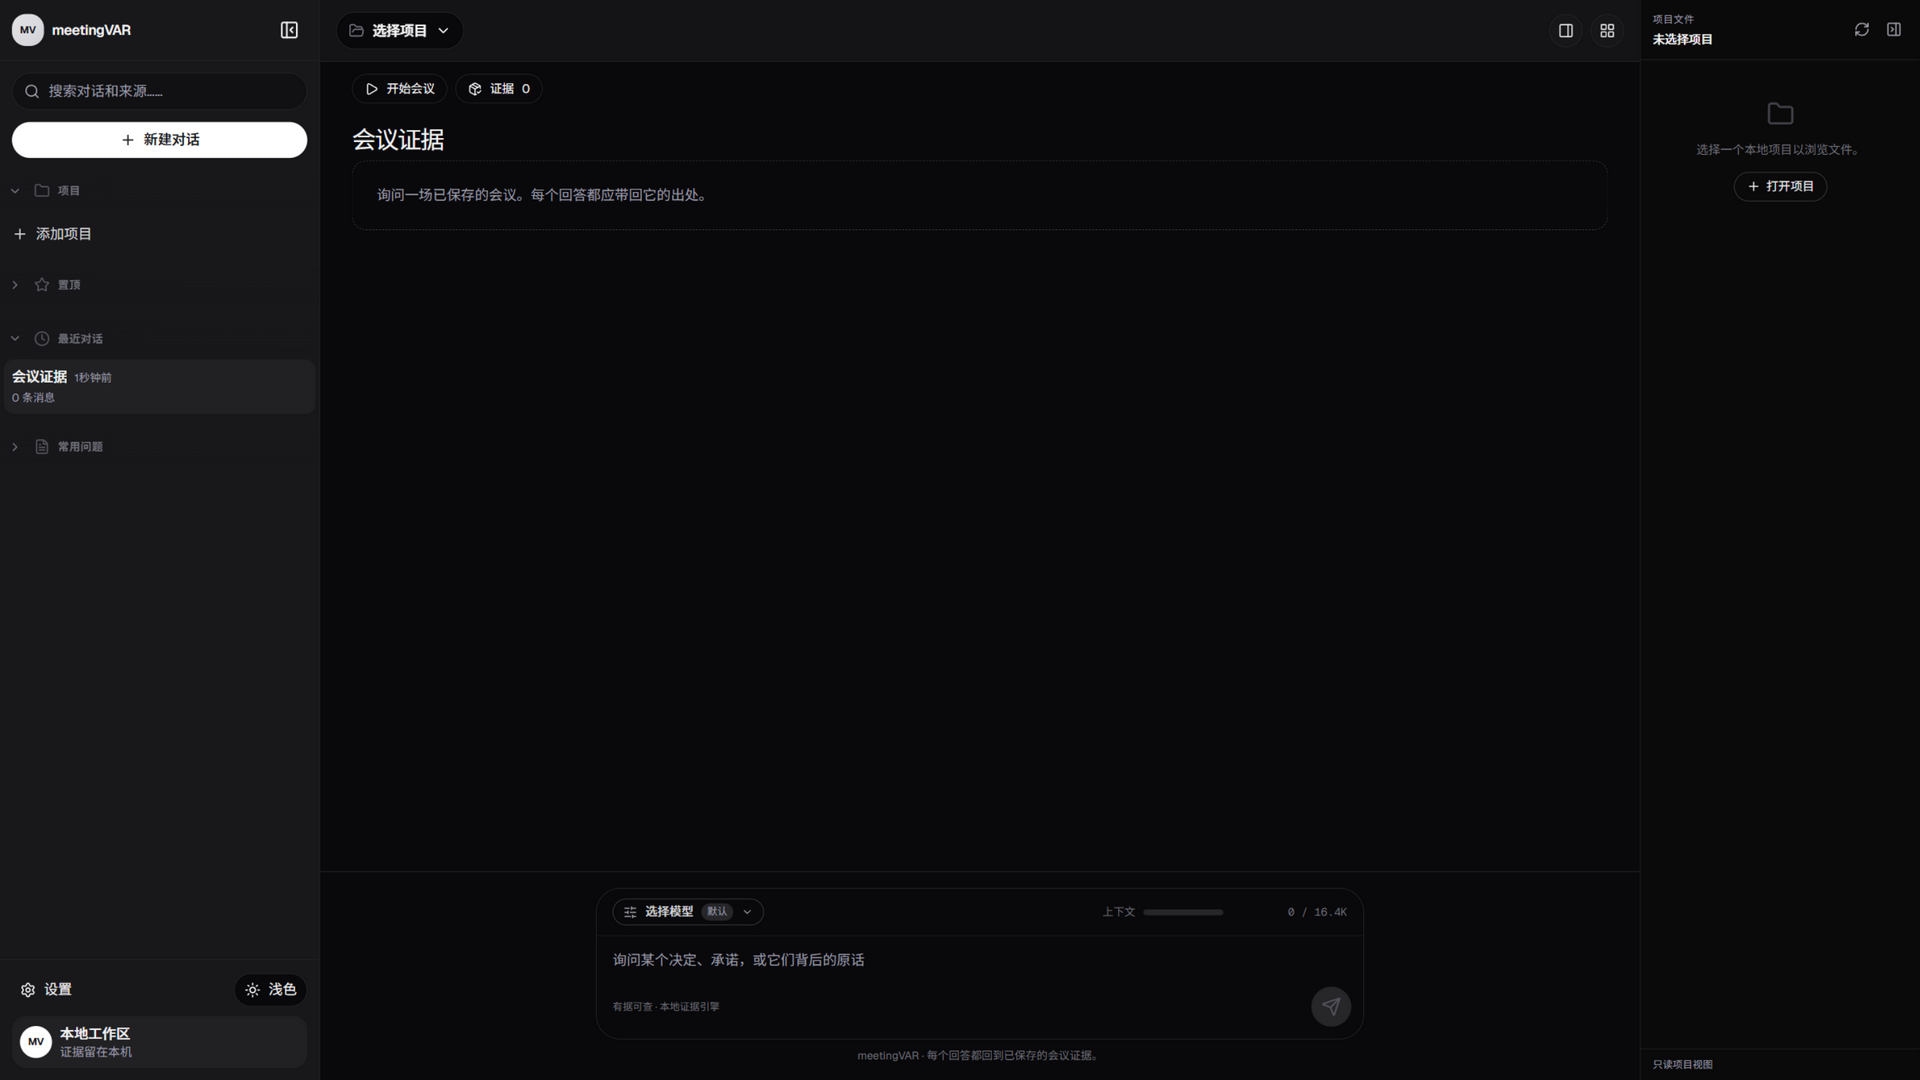 MV
meetingVAR
搜索对话和来源......
新建对话
项目
添加项目
置顶
最近对话
会议证据 1秒钟前
0 条消息
常用问题
设置
浅色
MV
本地工作区
证据留在本机
选择项目
开始会议
证据 0
会议证据
询问一场已保存的会议。每个回答都应带回它的出处。
选择模型 默认
上下文
0 / 16.4K
询问某个决定、承诺，或它们背后的原话
有据可查 · 本地证据引擎
meetingVAR · 每个回答都回到已保存的会议证据。
项目文件
未选择项目
选择一个本地项目以浏览文件。
打开项目
只读项目视图